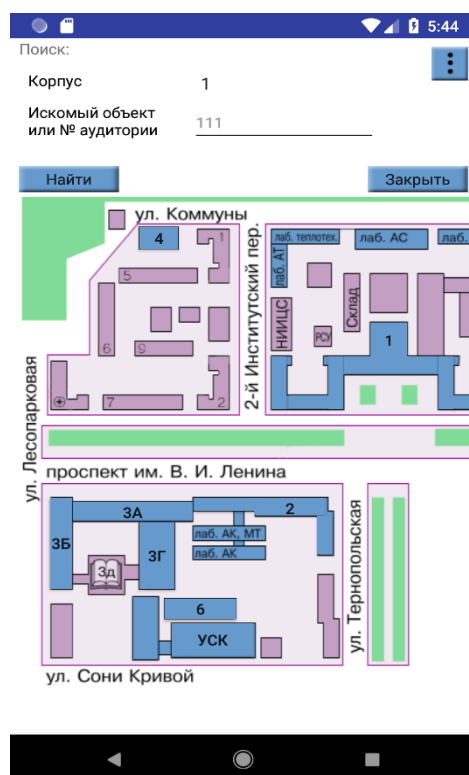 5:44
Поиск:
Корпус
1
Искомый объект
или № аудитории
111
Найти
Закрыть
ул. Коммуны
4
1
5
6
9
7
2
2-й Институтский пер.
лаб. теплотех.
лаб. АС
лаб.
лаб. АТ
НИИЦС
РСУ
Склад
1
ул. Лесопарковая
проспект им. В. И. Ленина
3А
2
3Б
3Г
лаб. АК, МТ
лаб. АК
3д
6
УСК
ул. Тернопольская
ул. Сони Кривой